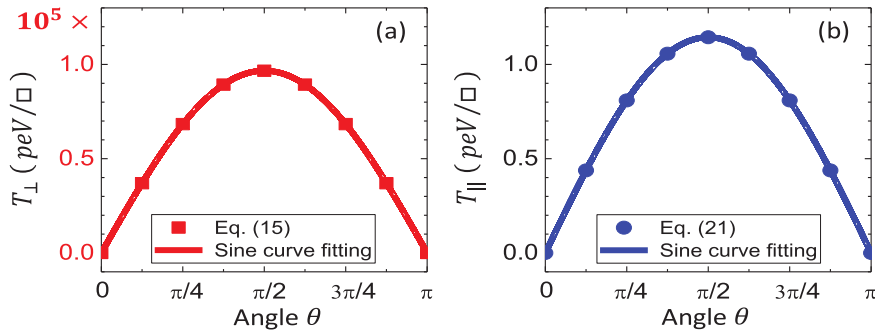 10⁵ ×
(a)
T⊥ ( peV/□ )
1.0
0.5
0.0
Eq. (15)
Sine curve fitting
0 π/4 π/2 3π/4 π
Angle θ
(b)
T∥ ( peV/□ )
1.0
0.5
0.0
Eq. (21)
Sine curve fitting
0 π/4 π/2 3π/4 π
Angle θ